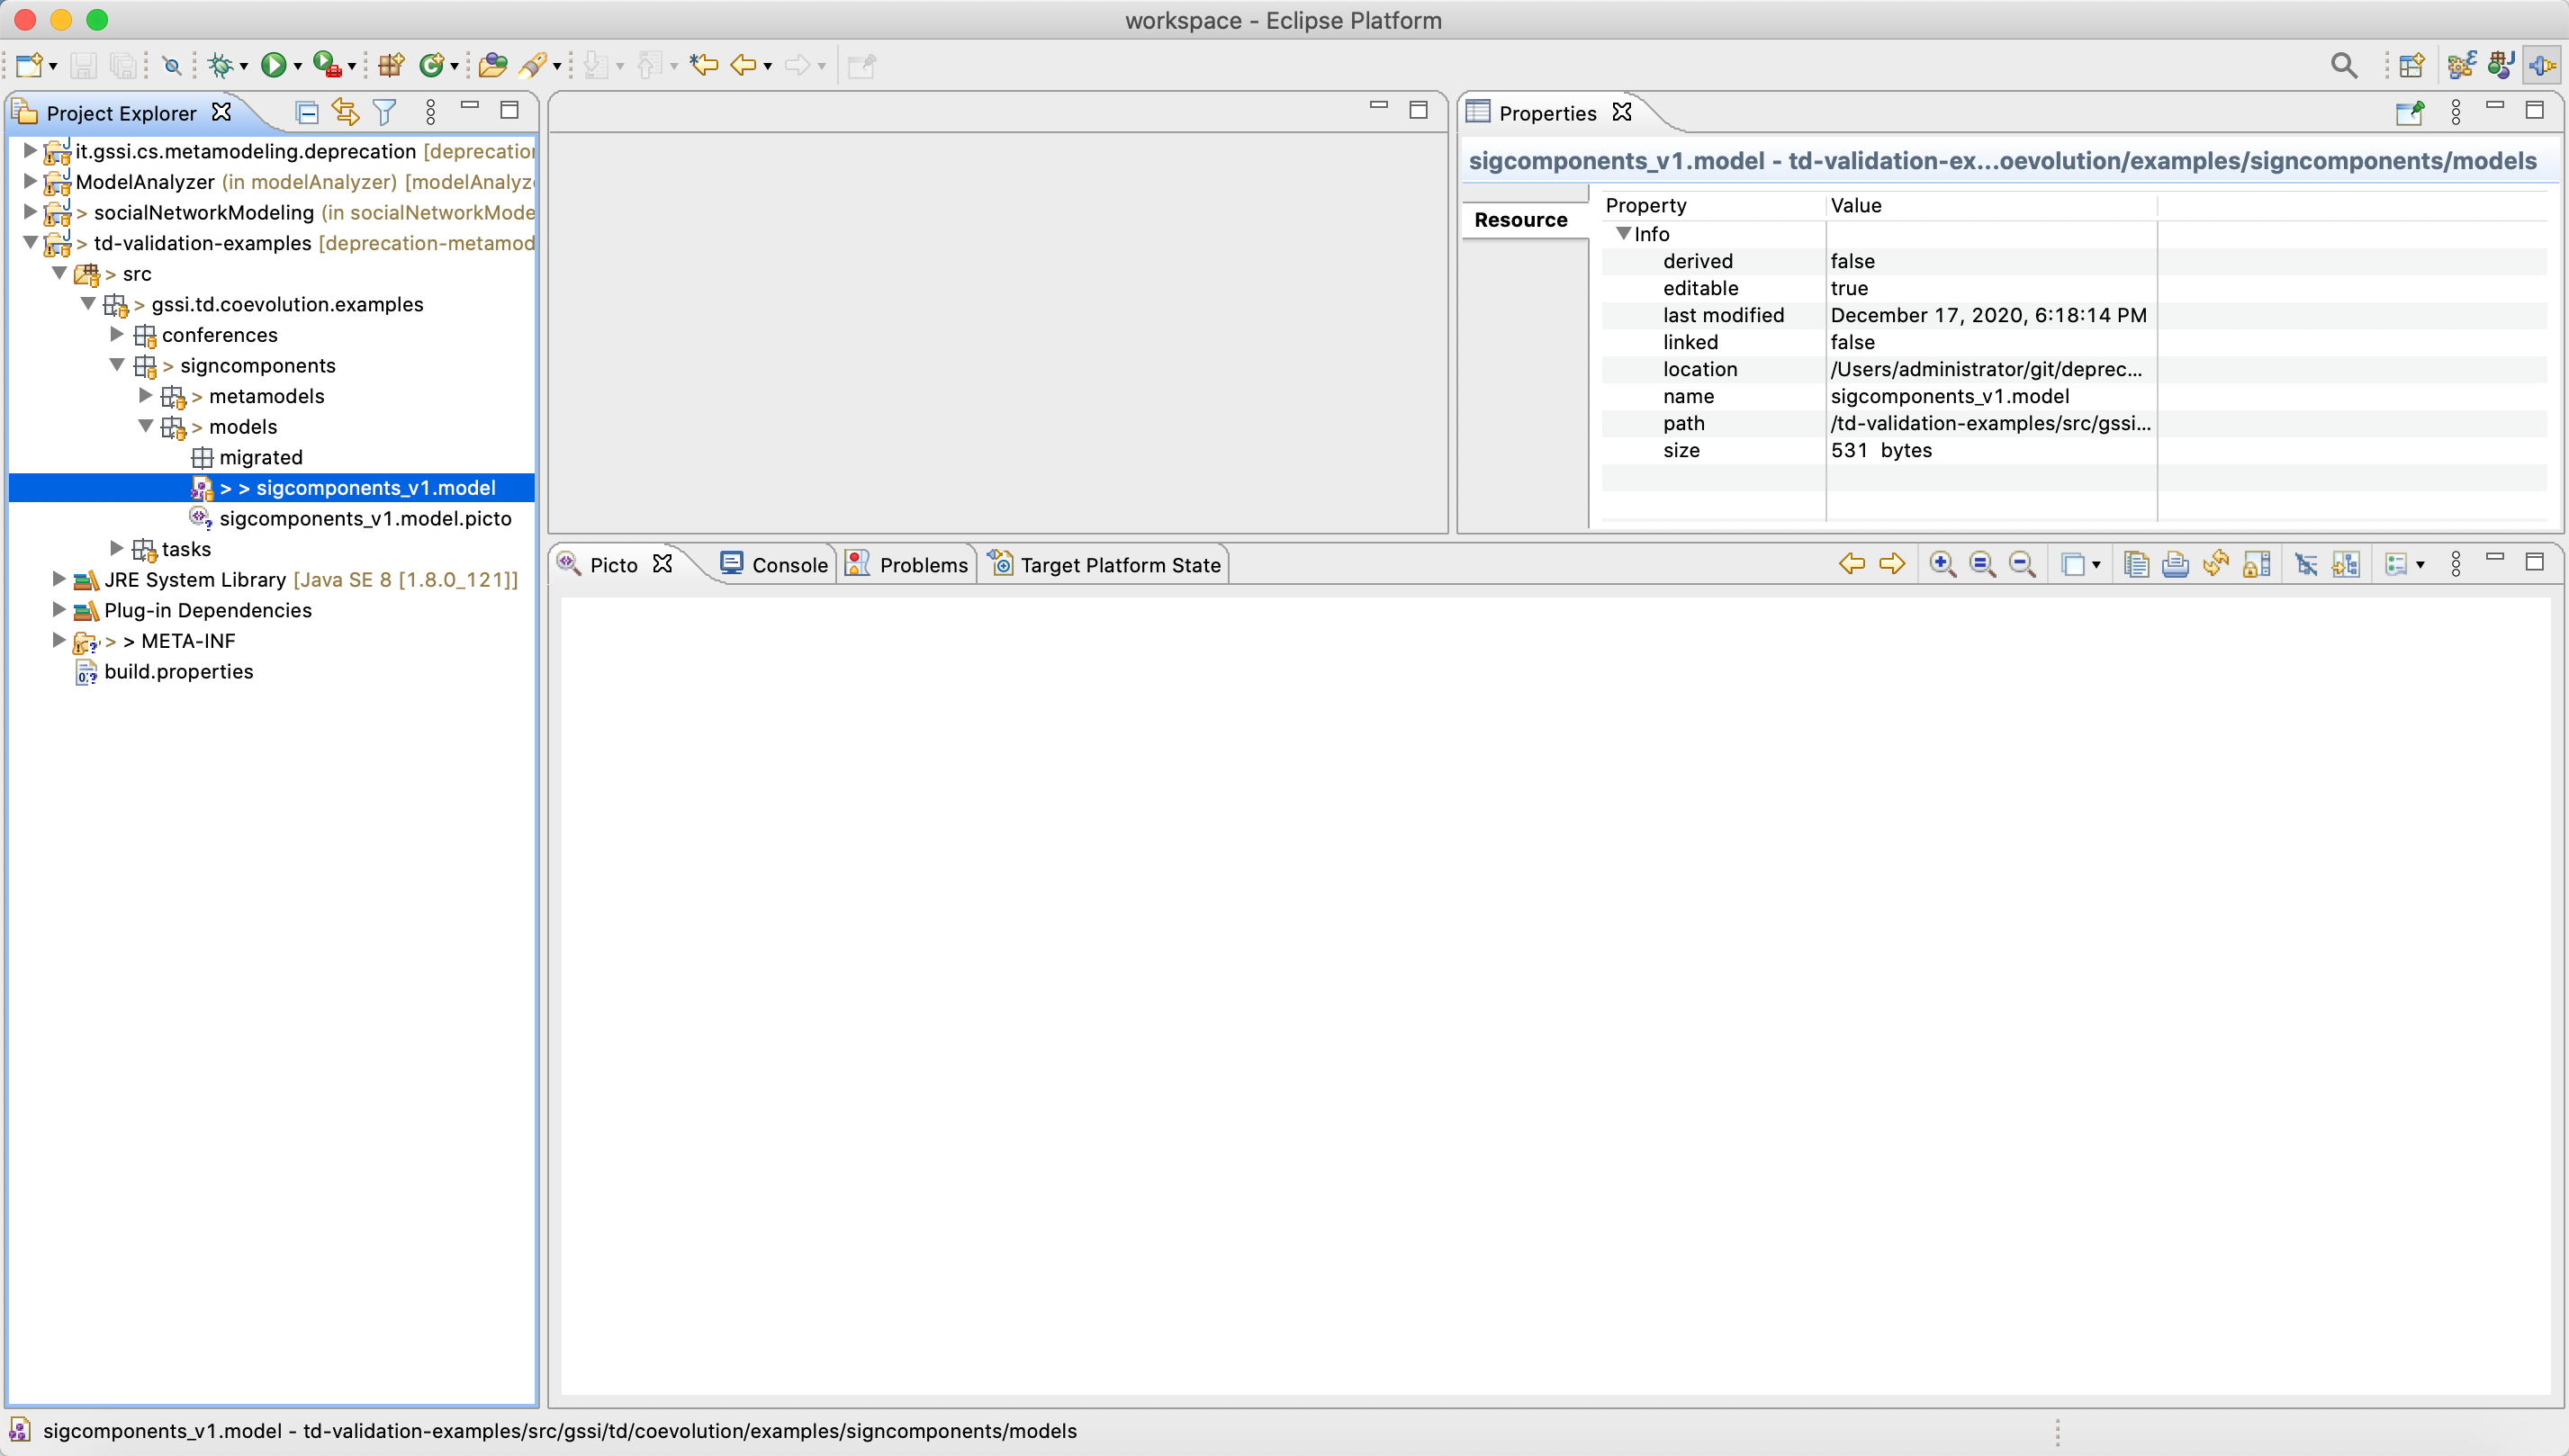 workspace - Eclipse Platform
Project Explorer
it.gssi.cs.metamodeling.deprecation [deprecation
ModelAnalyzer (in modelAnalyzer) [modelAnalyze
> socialNetworkModeling (in socialNetworkMode
> td-validation-examples [deprecation-metamod
> src
> gssi.td.coevolution.examples
conferences
> signcomponents
> metamodels
> models
migrated
> > sigcomponents_v1.model
sigcomponents_v1.model.picto
tasks
JRE System Library [Java SE 8 [1.8.0_121]]
Plug-in Dependencies
> > META-INF
build.properties
Properties
sigcomponents_v1.model - td-validation-ex...oevolution/examples/signcomponents/models
Resource
Property Value
Info
derived false
editable true
last modified December 17, 2020, 6:18:14 PM
linked false
location /Users/administrator/git/deprec...
name sigcomponents_v1.model
path /td-validation-examples/src/gssi...
size 531 bytes
Picto Console Problems Target Platform State
sigcomponents_v1.model - td-validation-examples/src/gssi/td/coevolution/examples/signcomponents/models